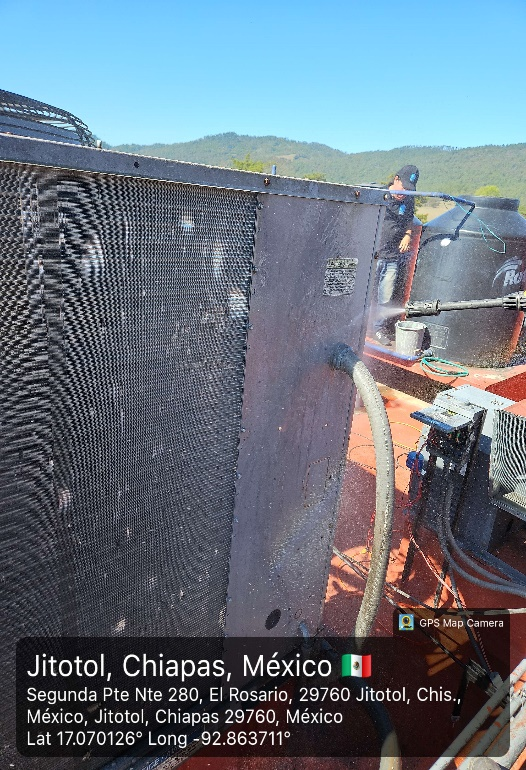 GPS Map Camera
Jitotol, Chiapas, México
Segunda Pte Nte 280, El Rosario, 29760 Jitotol, Chis.,
México, Jitotol, Chiapas 29760, México
Lat 17.070126° Long -92.863711°